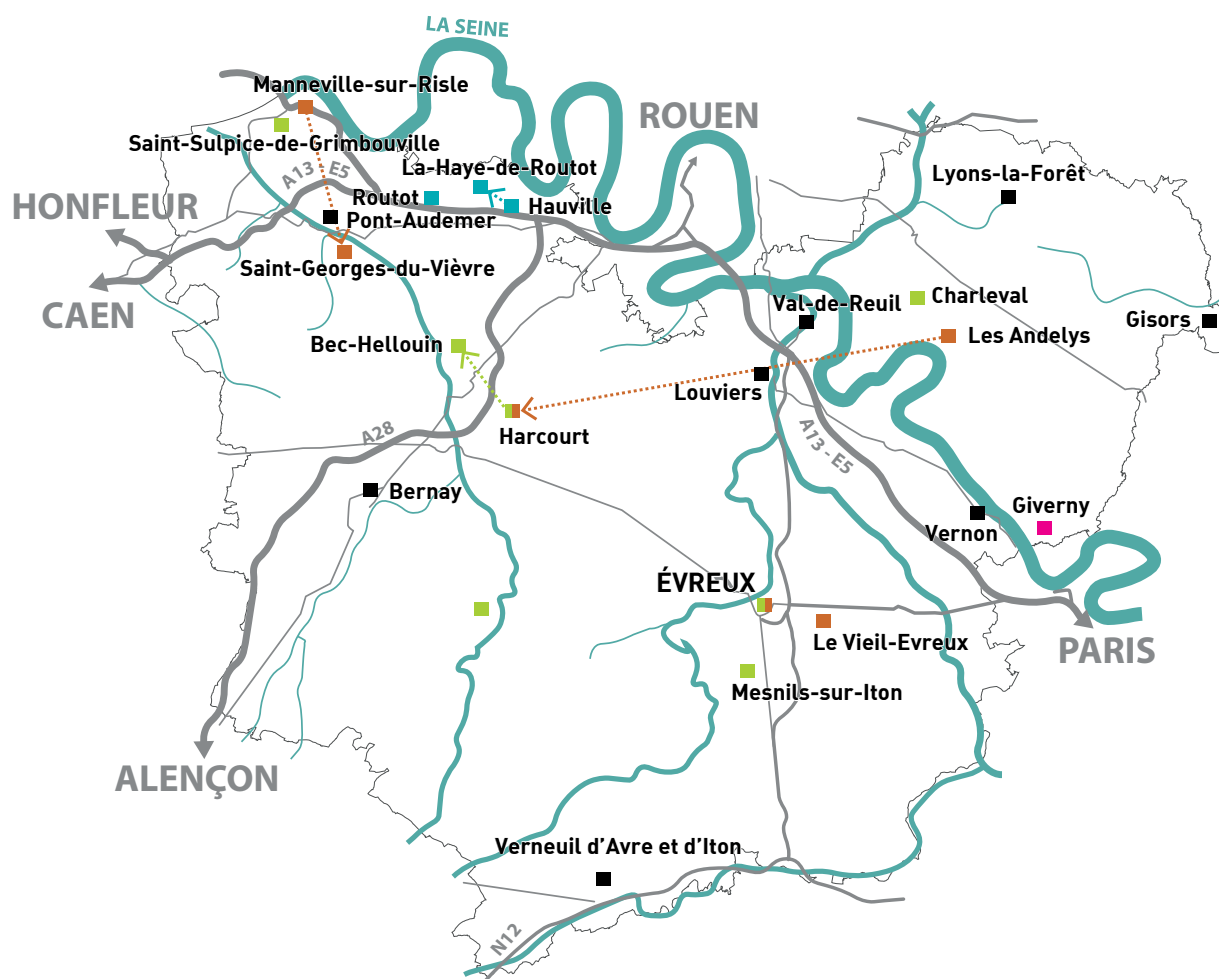 LA SEINE
Manneville-sur-Risle
ROUEN
Saint-Sulpice-de-Grimbouville
La-Haye-de-Routot
A13 - E5
Lyons-la-Forêt
HONFLEUR
Routot
Hauville
Pont-Audemer
Saint-Georges-du-Vièvre
CAEN
Val-de-Reuil
Charleval
Gisors
Bec-Hellouin
Les Andelys
Louviers
Harcourt
A28
A13 - E5
Bernay
Giverny
Vernon
ÉVREUX
Le Vieil-Evreux
PARIS
Mesnils-sur-Iton
ALENÇON
Verneuil d’Avre et d’Iton
N12